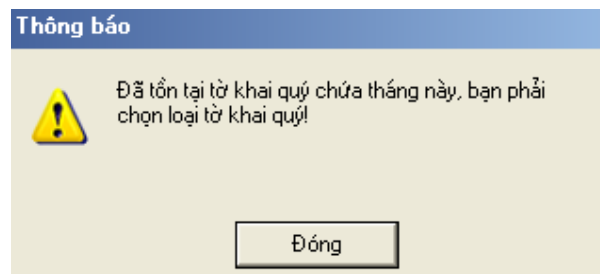 Thông báo
Đã tồn tại tờ khai quý chứa tháng này, bạn phải
chọn loại tờ khai quý!
Đóng